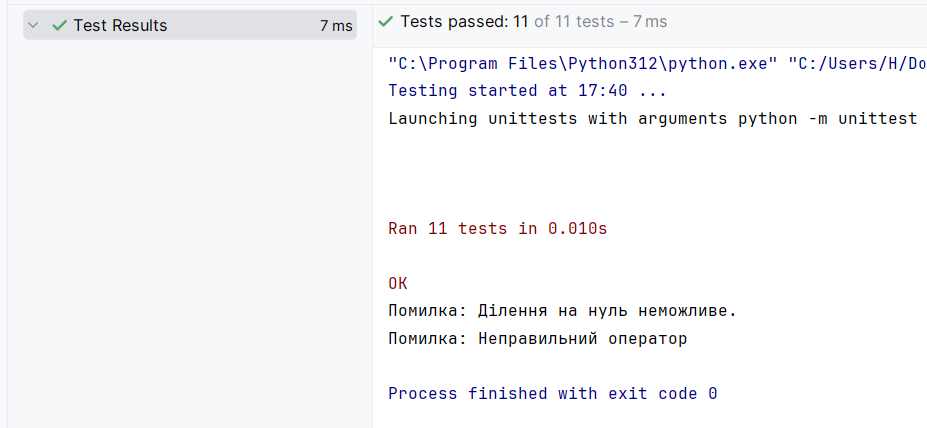 Test Results 7 ms
Tests passed: 11 of 11 tests – 7 ms
"C:\Program Files\Python312\python.exe" "C:/Users/H/Do
Testing started at 17:40 ...
Launching unittests with arguments python -m unittest
Ran 11 tests in 0.010s
OK
Помилка: Ділення на нуль неможливе.
Помилка: Неправильний оператор
Process finished with exit code 0